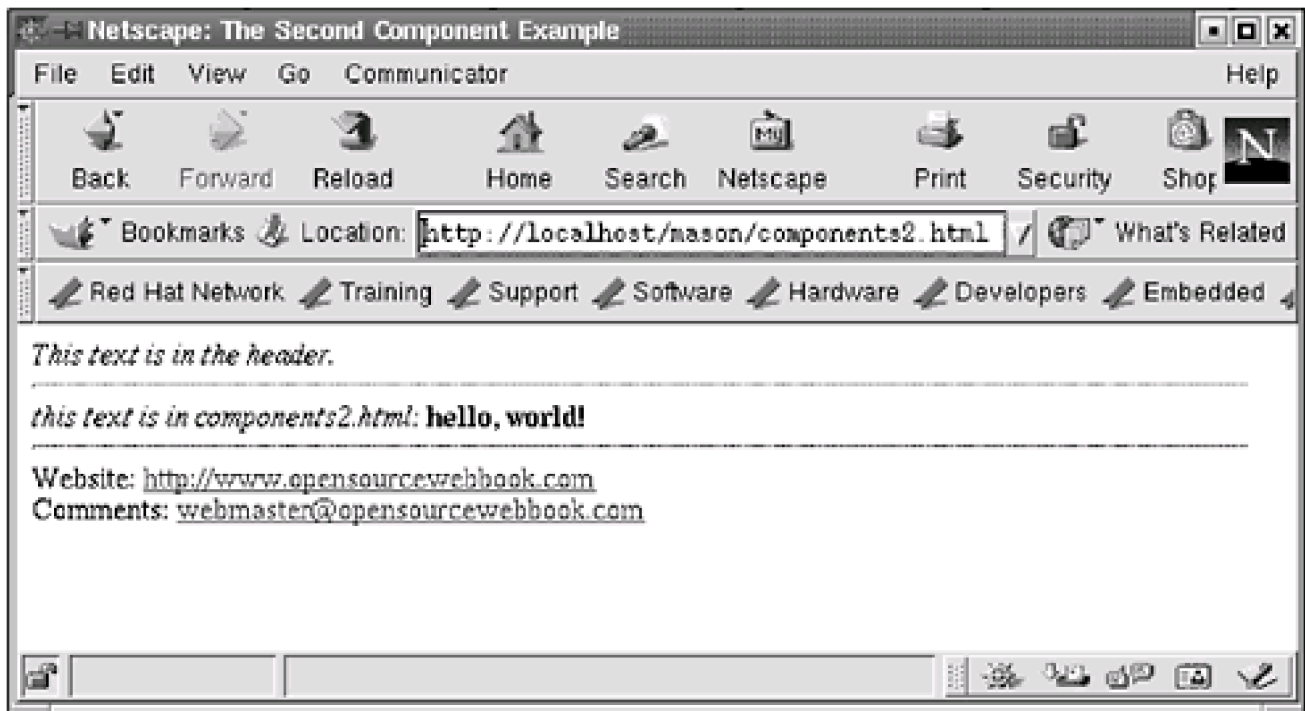 Netscape: The Second Component Example
File Edit View Go Communicator Help
My N
Back Forward Reload Home Search Netscape Print Security Shop
Bookmarks Location: http://localhost/mason/components2.html What's Related
Red Hat Network Training Support Software Hardware Developers Embedded
This text is in the header.
this text is in components2.html: hello, world!
Website: http://www.opensourcewebbook.com
Comments: webmaster@opensourcewebbook.com